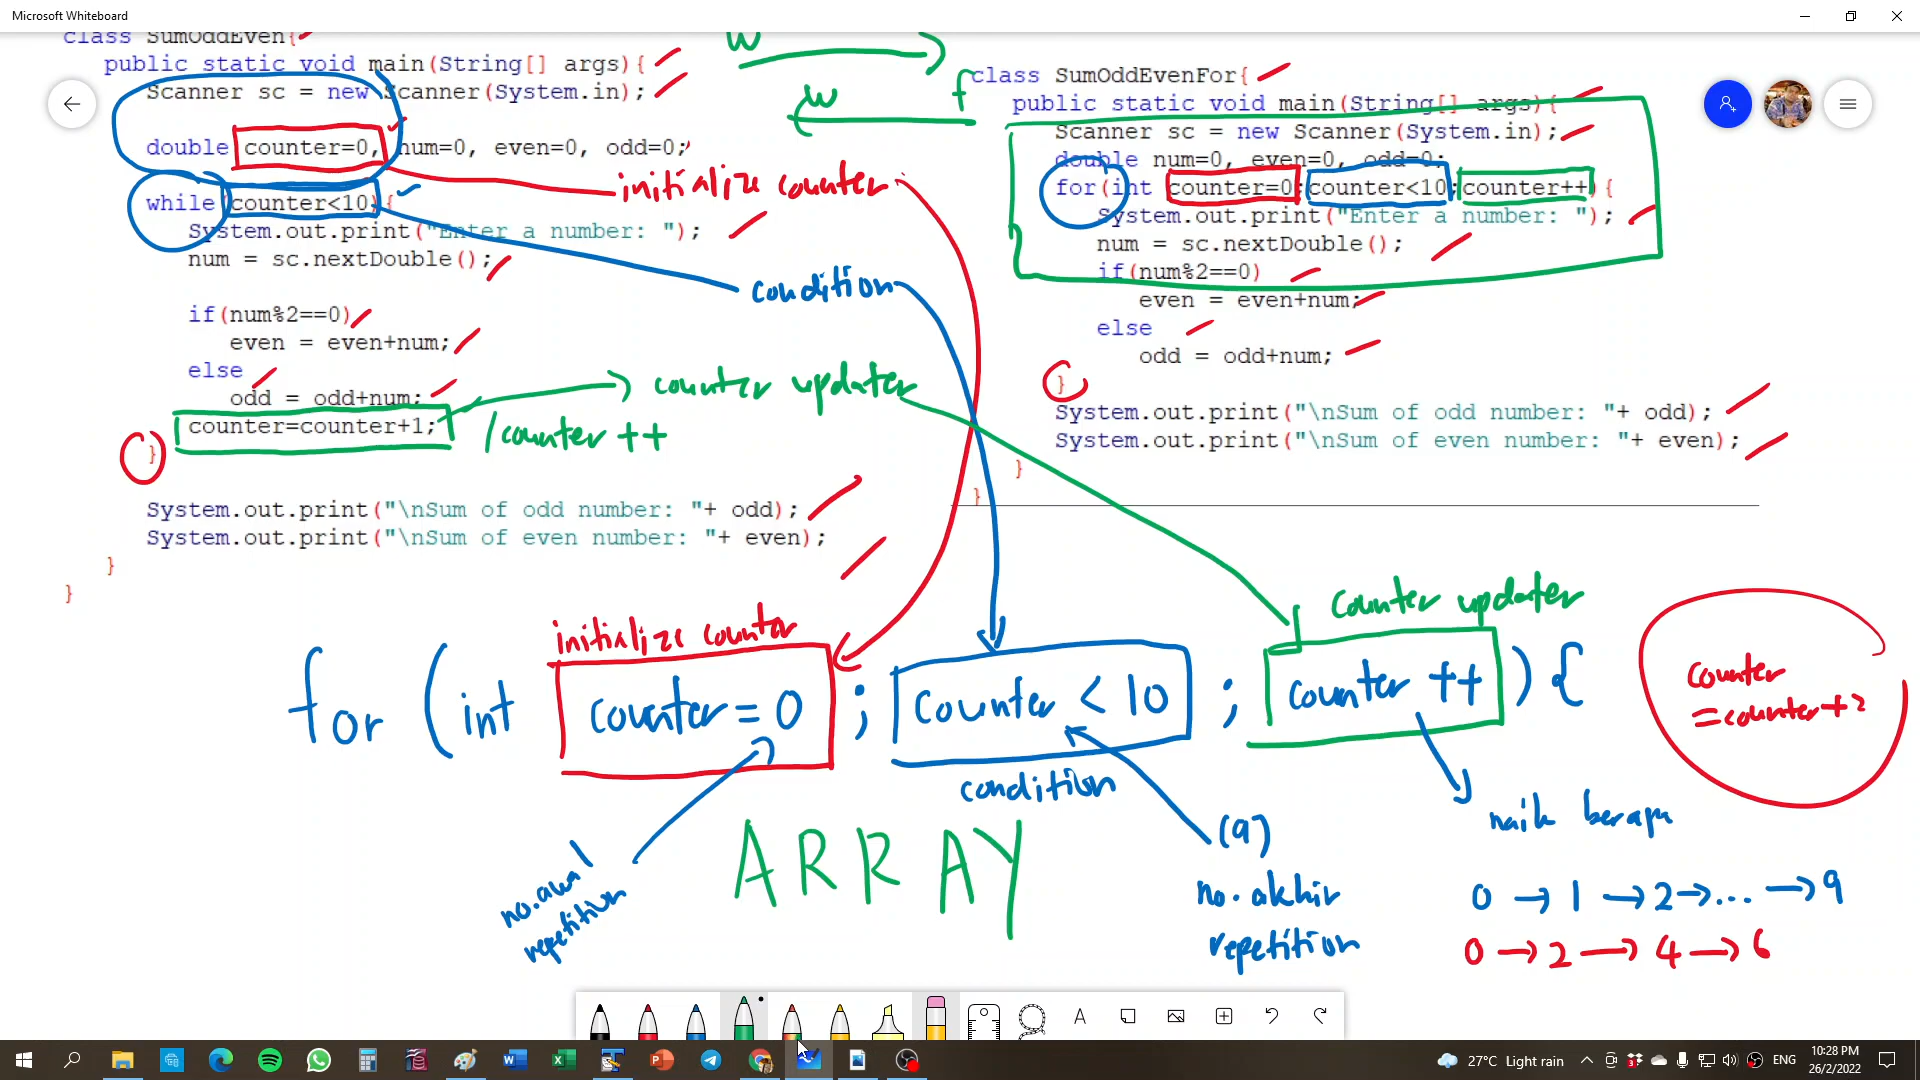 Microsoft Whiteboard
class SumOddEven{
public static void main(String[] args){
Scanner sc = new Scanner(System.in);
double counter=0, num=0, even=0, odd=0;
while(counter<10){
System.out.print("Enter a number: ");
num = sc.nextDouble();
if(num%2==0)
even = even+num;
else
odd = odd+num;
counter=counter+1;
}
System.out.print("\nSum of odd number: "+ odd);
System.out.print("\nSum of even number: "+ even);
}
}
initialize counter
condition
counter updater
/counter ++
w
w f
class SumOddEvenFor{
public static void main(String[] args){
Scanner sc = new Scanner(System.in);
double num=0, even=0, odd=0;
for(int counter=0;counter<10;counter++){
System.out.print("Enter a number: ");
num = sc.nextDouble();
if(num%2==0)
even = even+num;
else
odd = odd+num;
}
System.out.print("\nSum of odd number: "+ odd);
System.out.print("\nSum of even number: "+ even);
}
}
initialize counter
counter updater
for (int counter = 0 ; counter < 10 ; counter ++ ) {
condition
counter
=counter+2
no. awal
repetition
ARRAY
(9)
no. akhir
repetition
naik berapa
0 → 1 → 2 → ... → 9
0 → 2 → 4 → 6
27°C Light rain
ENG
10:28 PM
26/2/2022